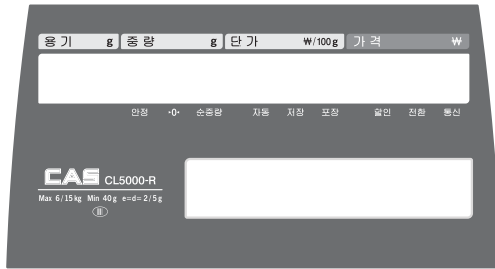 용기 g 중량 g 단가 ₩/100g 가격 ₩
안정 •0• 순중량 자동 저장 포장 할인 전환 통신
CAS CL5000-R
Max 6/15kg Min 40g e=d=2/5g
III